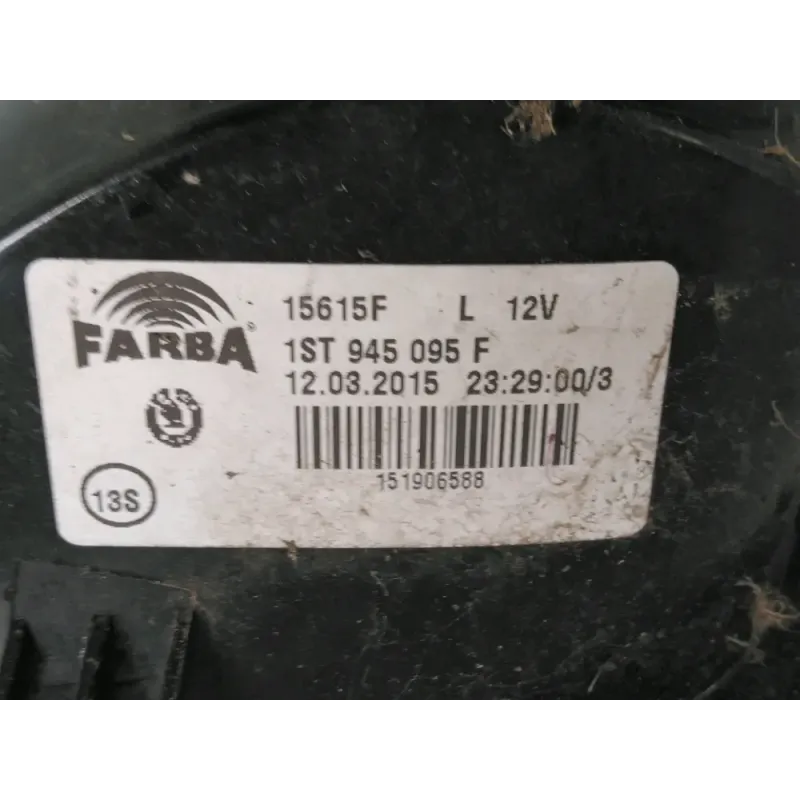 FARBA®
15615F L 12V
1ST 945 095 F
12.03.2015 23:29:00/3
151906588
13S